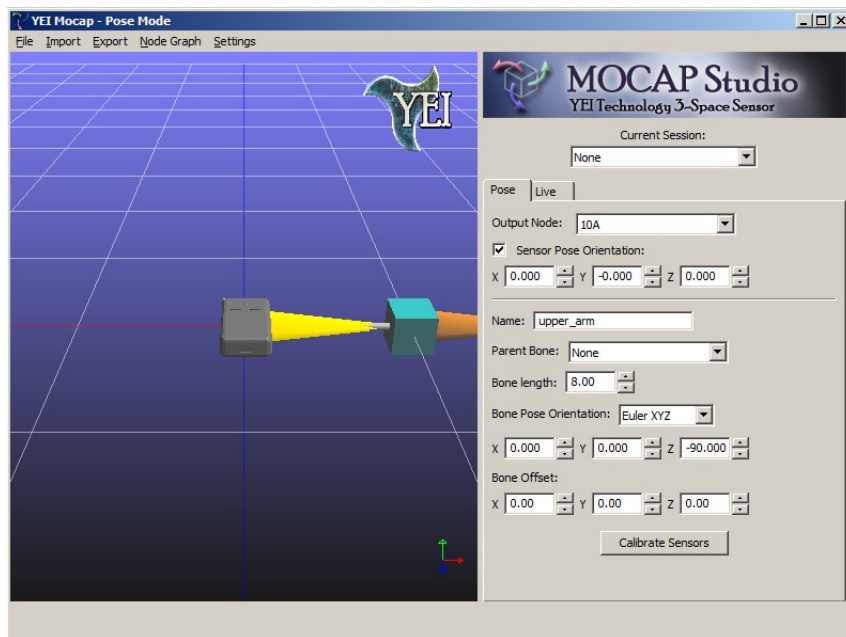 YEI Mocap - Pose Mode
File Import Export Node Graph Settings
YEI
MOCAP Studio
YEI Technology 3-Space Sensor
Current Session:
None
Pose Live
Output Node: 10A
Sensor Pose Orientation:
X 0.000 Y -0.000 Z 0.000
Name: upper_arm
Parent Bone: None
Bone length: 8.00
Bone Pose Orientation: Euler XYZ
X 0.000 Y 0.000 Z -90.000
Bone Offset:
X 0.00 Y 0.00 Z 0.00
Calibrate Sensors